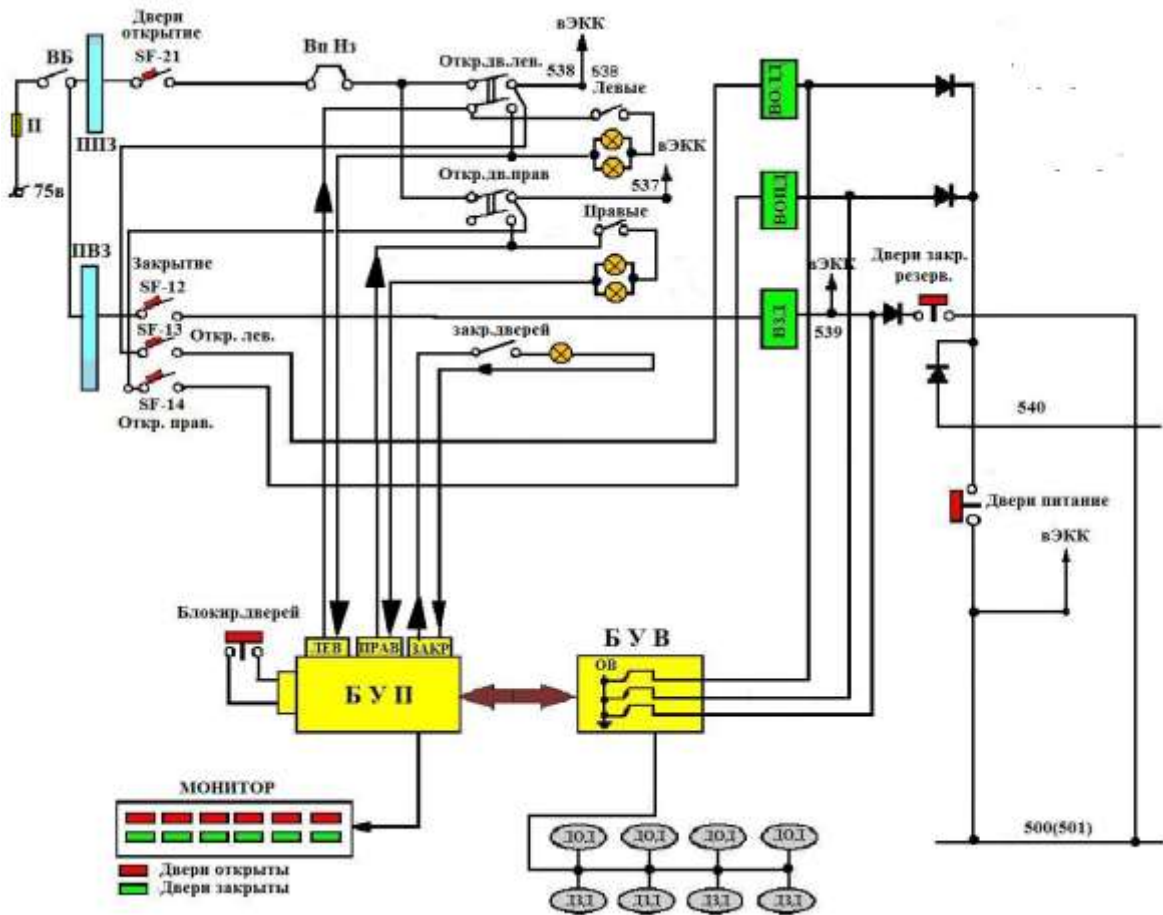 Двери
открытие
SF-21
ВБ
Вп Нз
Откр.дв.лев.
вЭКК
538
538
Левые
П
ППЗ
75в
вЭКК
Откр.дв.прав
537
Правые
ВОЛД
ВОПД
ПВЗ
Закрытие
SF-12
SF-13
Откр. лев.
SF-14
Откр. прав.
закр.дверей
ВЗД
вЭКК
539
Двери закр.
резерв.
540
Двери питание
вЭКК
Блокир.дверей
ЛЕВ
ПРАВ
ЗАКР
Б У П
Б У В
ОВ
МОНИТОР
Двери открыты
Двери закрыты
ДОД
ДОД
ДОД
ДОД
ДЗД
ДЗД
ДЗД
ДЗД
500(501)